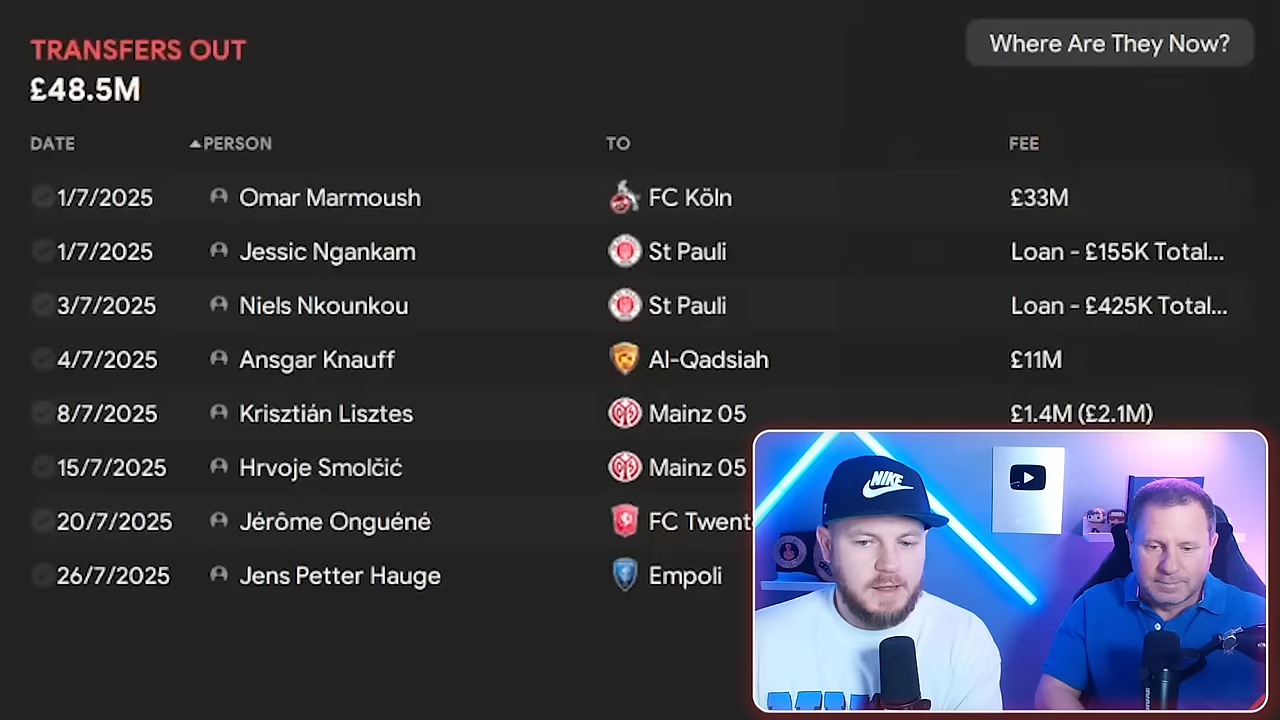 TRANSFERS OUT
Where Are They Now?
£48.5M
DATE PERSON TO FEE
1/7/2025 Omar Marmoush FC Köln £33M
1/7/2025 Jessic Ngankam St Pauli Loan - £155K Total...
3/7/2025 Niels Nkounkou St Pauli Loan - £425K Total...
4/7/2025 Ansgar Knauff Al-Qadsiah £11M
8/7/2025 Krisztián Lisztes Mainz 05 £1.4M (£2.1M)
15/7/2025 Hrvoje Smolčić Mainz 05
20/7/2025 Jérôme Onguéné FC Twent
26/7/2025 Jens Petter Hauge Empoli
NIKE